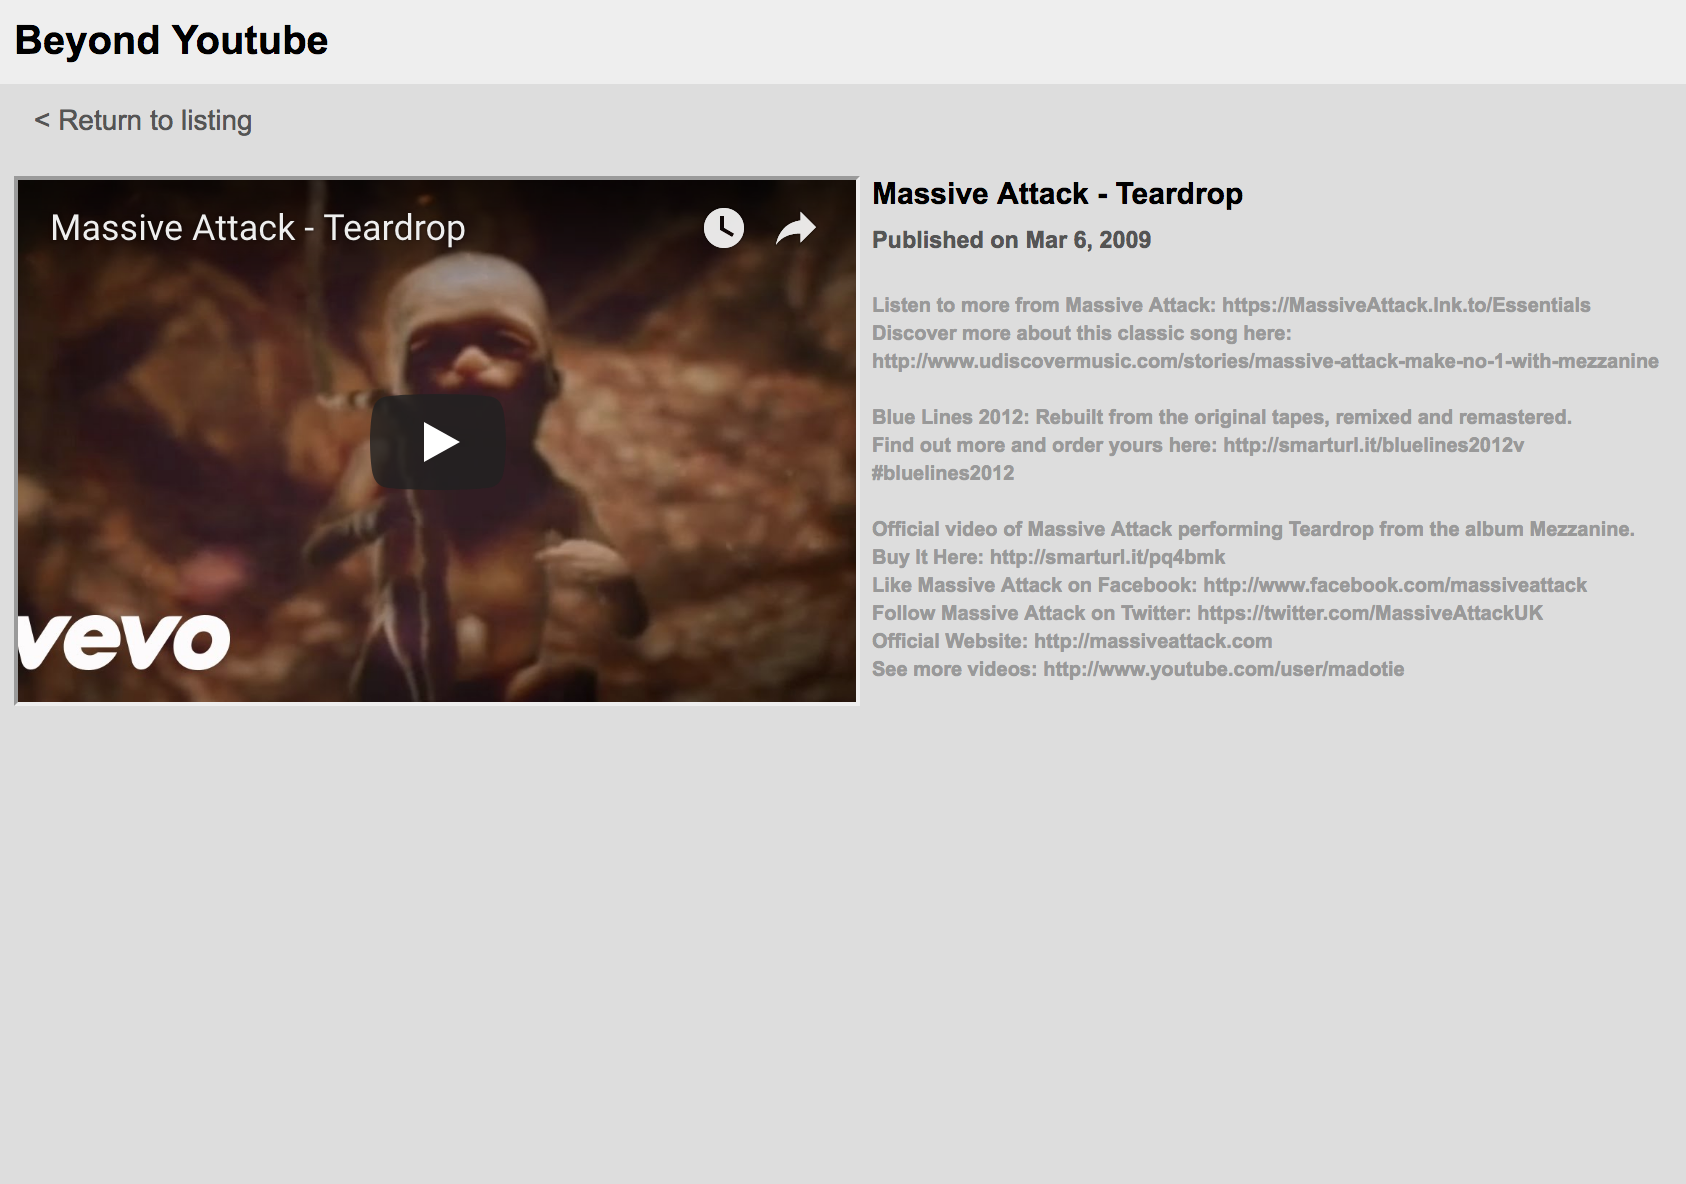 Beyond Youtube
< Return to listing
Massive Attack - Teardrop
vevo
Massive Attack - Teardrop
Published on Mar 6, 2009
Listen to more from Massive Attack: https://MassiveAttack.lnk.to/Essentials
Discover more about this classic song here:
http://www.udiscovermusic.com/stories/massive-attack-make-no-1-with-mezzanine
Blue Lines 2012: Rebuilt from the original tapes, remixed and remastered.
Find out more and order yours here: http://smarturl.it/bluelines2012v
#bluelines2012
Official video of Massive Attack performing Teardrop from the album Mezzanine.
Buy It Here: http://smarturl.it/pq4bmk
Like Massive Attack on Facebook: http://www.facebook.com/massiveattack
Follow Massive Attack on Twitter: https://twitter.com/MassiveAttackUK
Official Website: http://massiveattack.com
See more videos: http://www.youtube.com/user/madotie